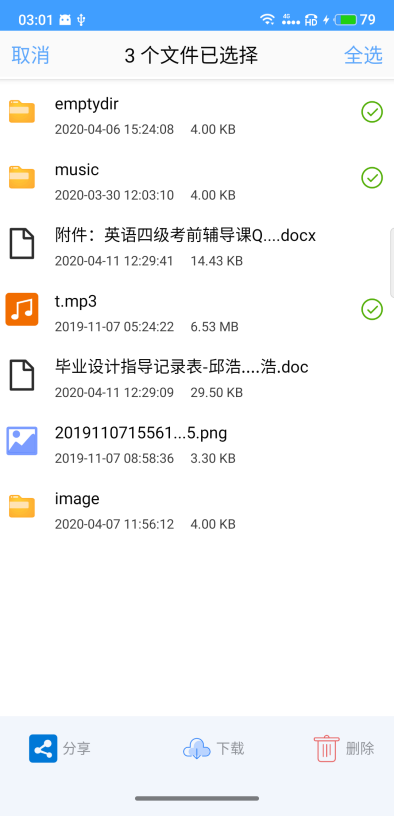 03:01 4G HD 79
取消 3 个文件已选择 全选
emptydir
2020-04-06 15:24:08 4.00 KB
music
2020-03-30 12:03:10 4.00 KB
附件：英语四级考前辅导课Q....docx
2020-04-11 12:29:41 14.43 KB
t.mp3
2019-11-07 05:24:22 6.53 MB
毕业设计指导记录表-邱浩....浩.doc
2020-04-11 12:29:09 29.50 KB
2019110715561...5.png
2019-11-07 08:58:36 3.30 KB
image
2020-04-07 11:56:12 4.00 KB
分享 下载 删除